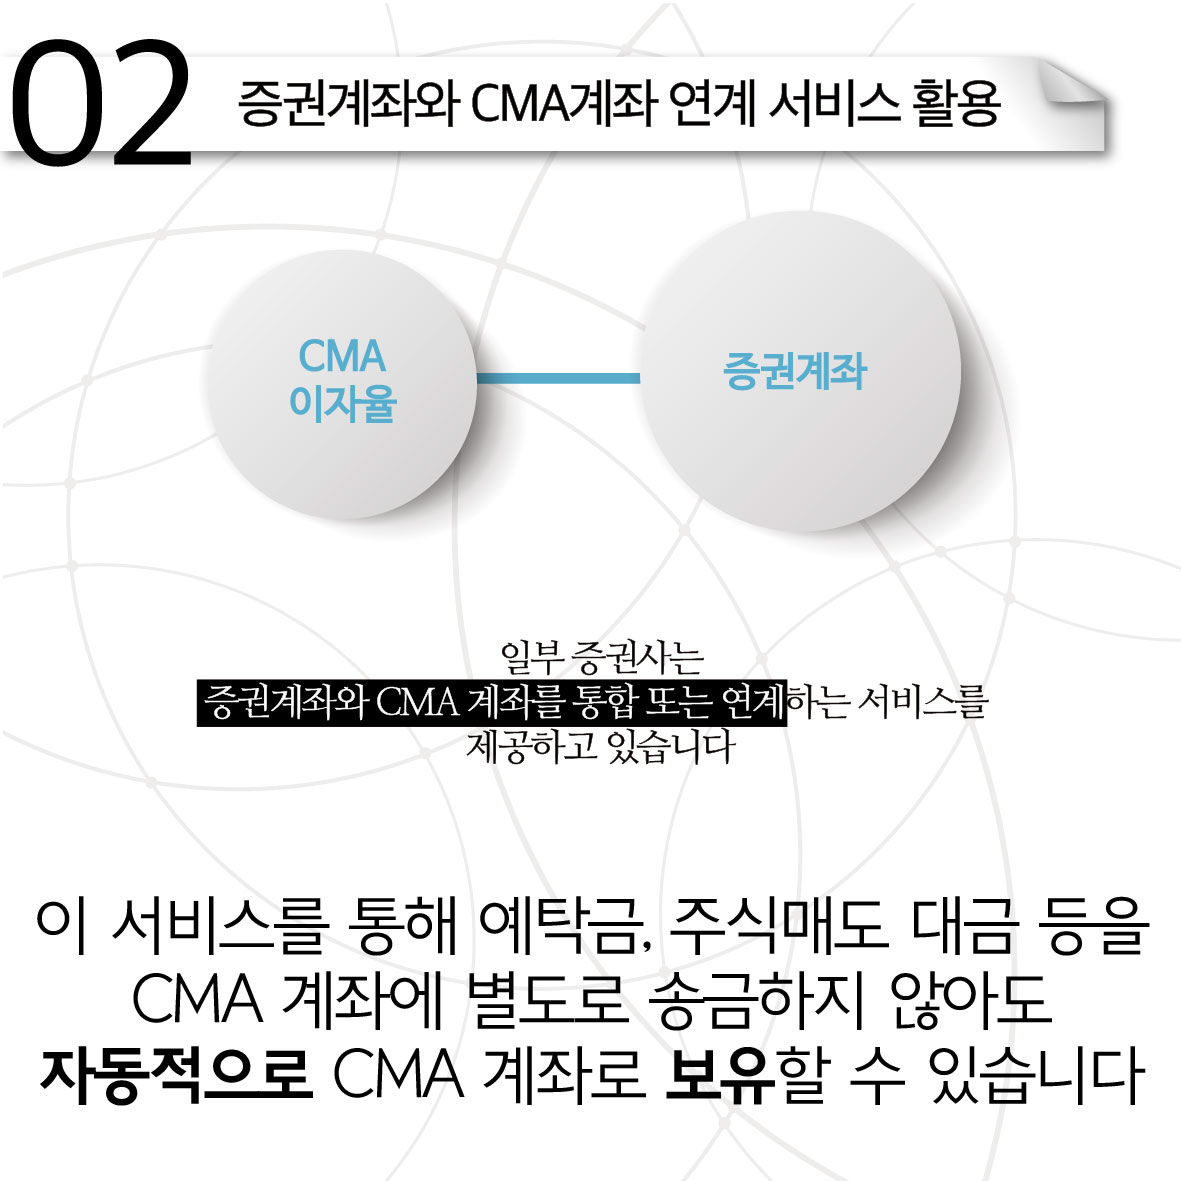 02
증권계좌와 CMA계좌 연계 서비스 활용
CMA
이자율
증권계좌
일부 증권사는
증권계좌와 CMA 계좌를 통합 또는 연계하는 서비스를
제공하고 있습니다
이 서비스를 통해 예탁금, 주식매도 대금 등을
CMA 계좌에 별도로 송금하지 않아도
자동적으로 CMA 계좌로 보유할 수 있습니다